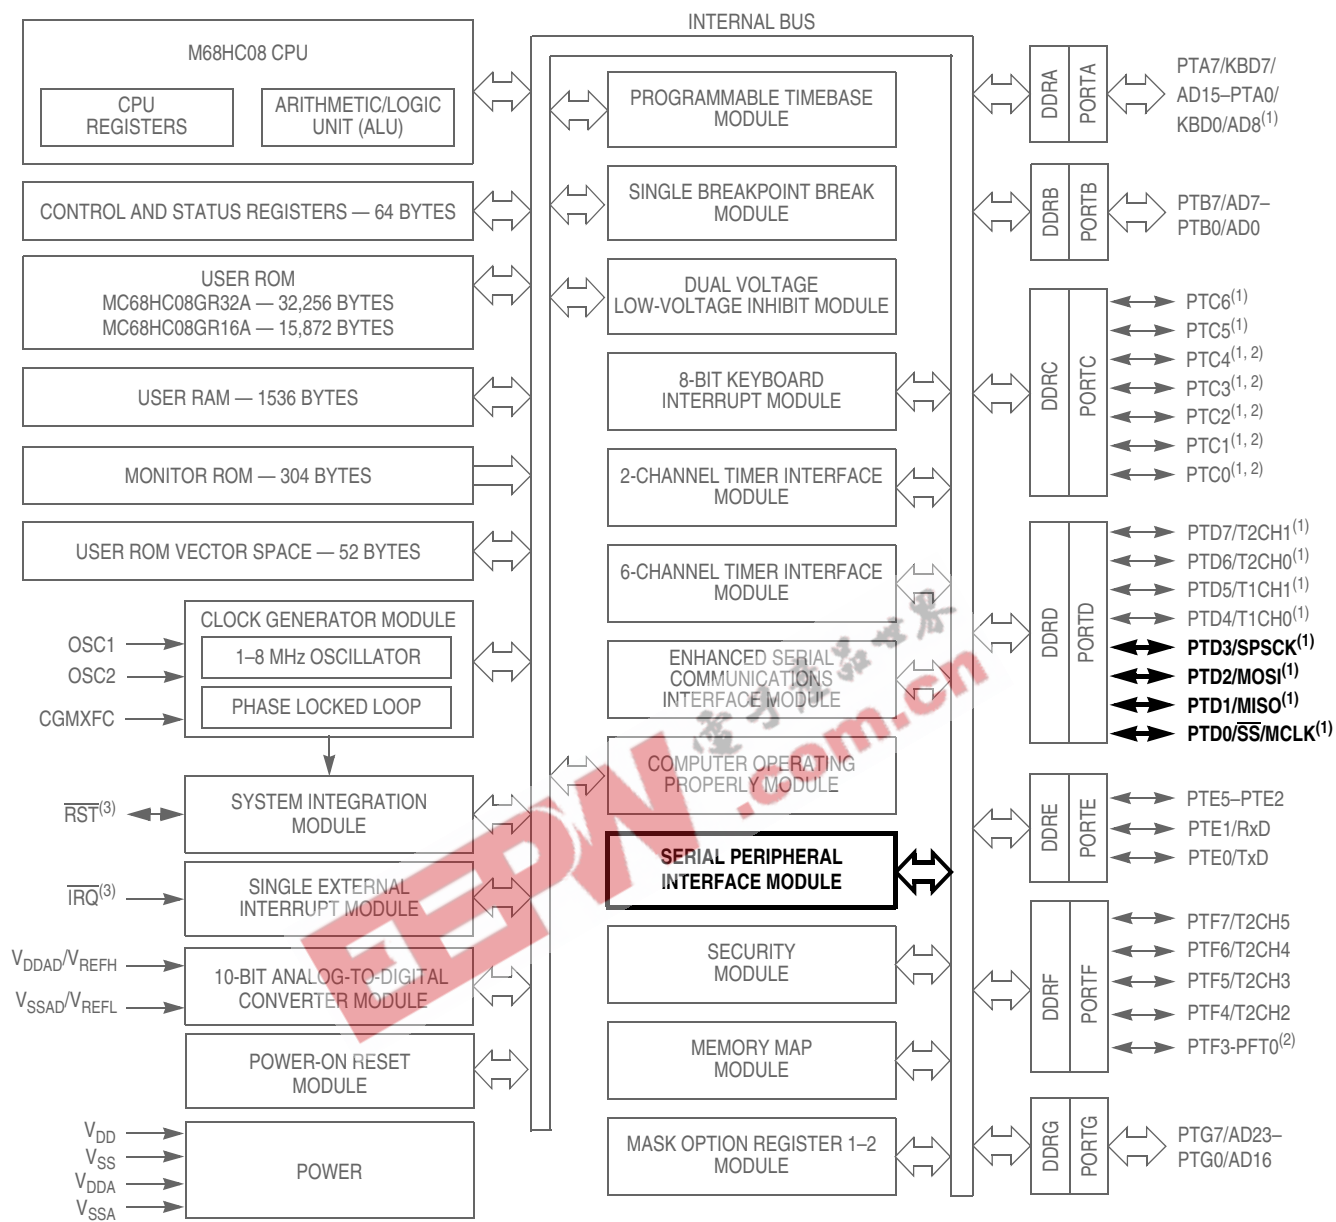 INTERNAL BUS
M68HC08 CPU
CPU
REGISTERS
ARITHMETIC/LOGIC
UNIT (ALU)
CONTROL AND STATUS REGISTERS — 64 BYTES
USER ROM
MC68HC08GR32A — 32,256 BYTES
MC68HC08GR16A — 15,872 BYTES
USER RAM — 1536 BYTES
MONITOR ROM — 304 BYTES
USER ROM VECTOR SPACE — 52 BYTES
CLOCK GENERATOR MODULE
1–8 MHz OSCILLATOR
PHASE LOCKED LOOP
OSC1
OSC2
CGMXFC
SYSTEM INTEGRATION
MODULE
RST(3)
SINGLE EXTERNAL
INTERRUPT MODULE
IRQ(3)
10-BIT ANALOG-TO-DIGITAL
CONVERTER MODULE
VDDAD/VREFH
VSSAD/VREFL
POWER-ON RESET
MODULE
POWER
VDD
VSS
VDDA
VSSA
PROGRAMMABLE TIMEBASE
MODULE
SINGLE BREAKPOINT BREAK
MODULE
DUAL VOLTAGE
LOW-VOLTAGE INHIBIT MODULE
8-BIT KEYBOARD
INTERRUPT MODULE
2-CHANNEL TIMER INTERFACE
MODULE
6-CHANNEL TIMER INTERFACE
MODULE
ENHANCED SERIAL
COMMUNICATIONS
INTERFACE MODULE
COMPUTER OPERATING
PROPERLY MODULE
SERIAL PERIPHERAL
INTERFACE MODULE
SECURITY
MODULE
MEMORY MAP
MODULE
MASK OPTION REGISTER 1–2
MODULE
DDRA
PORTA
PTA7/KBD7/
AD15–PTA0/
KBD0/AD8(1)
DDRB
PORTB
PTB7/AD7–
PTB0/AD0
DDRC
PORTC
PTC6(1)
PTC5(1)
PTC4(1, 2)
PTC3(1, 2)
PTC2(1, 2)
PTC1(1, 2)
PTC0(1, 2)
DDRD
PORTD
PTD7/T2CH1(1)
PTD6/T2CH0(1)
PTD5/T1CH1(1)
PTD4/T1CH0(1)
PTD3/SPSCK(1)
PTD2/MOSI(1)
PTD1/MISO(1)
PTD0/SS/MCLK(1)
DDRE
PORTE
PTE5–PTE2
PTE1/RxD
PTE0/TxD
DDRF
PORTF
PTF7/T2CH5
PTF6/T2CH4
PTF5/T2CH3
PTF4/T2CH2
PTF3-PFT0(2)
DDRG
PORTG
PTG7/AD23–
PTG0/AD16
EEPW
.com.cn
电子产品世界